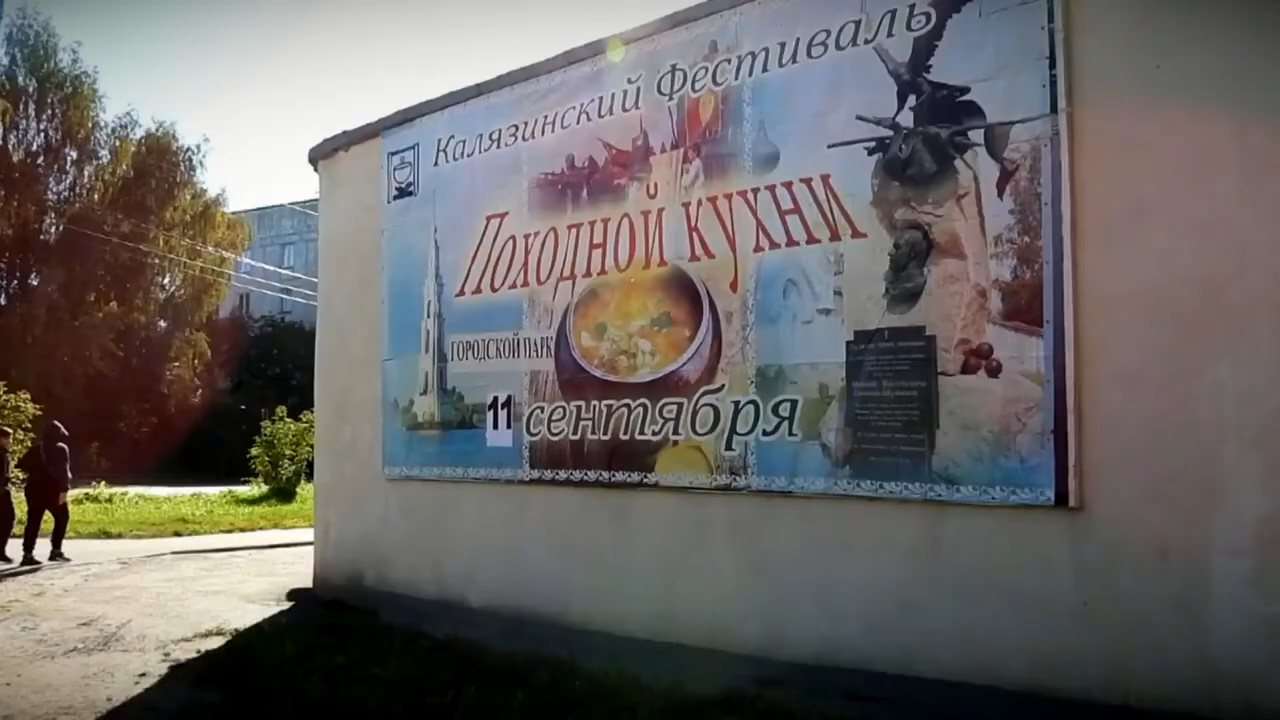 Калязинский Фестиваль
Походной кухни
ГОРОДСКОЙ ПАРК
11 сентября